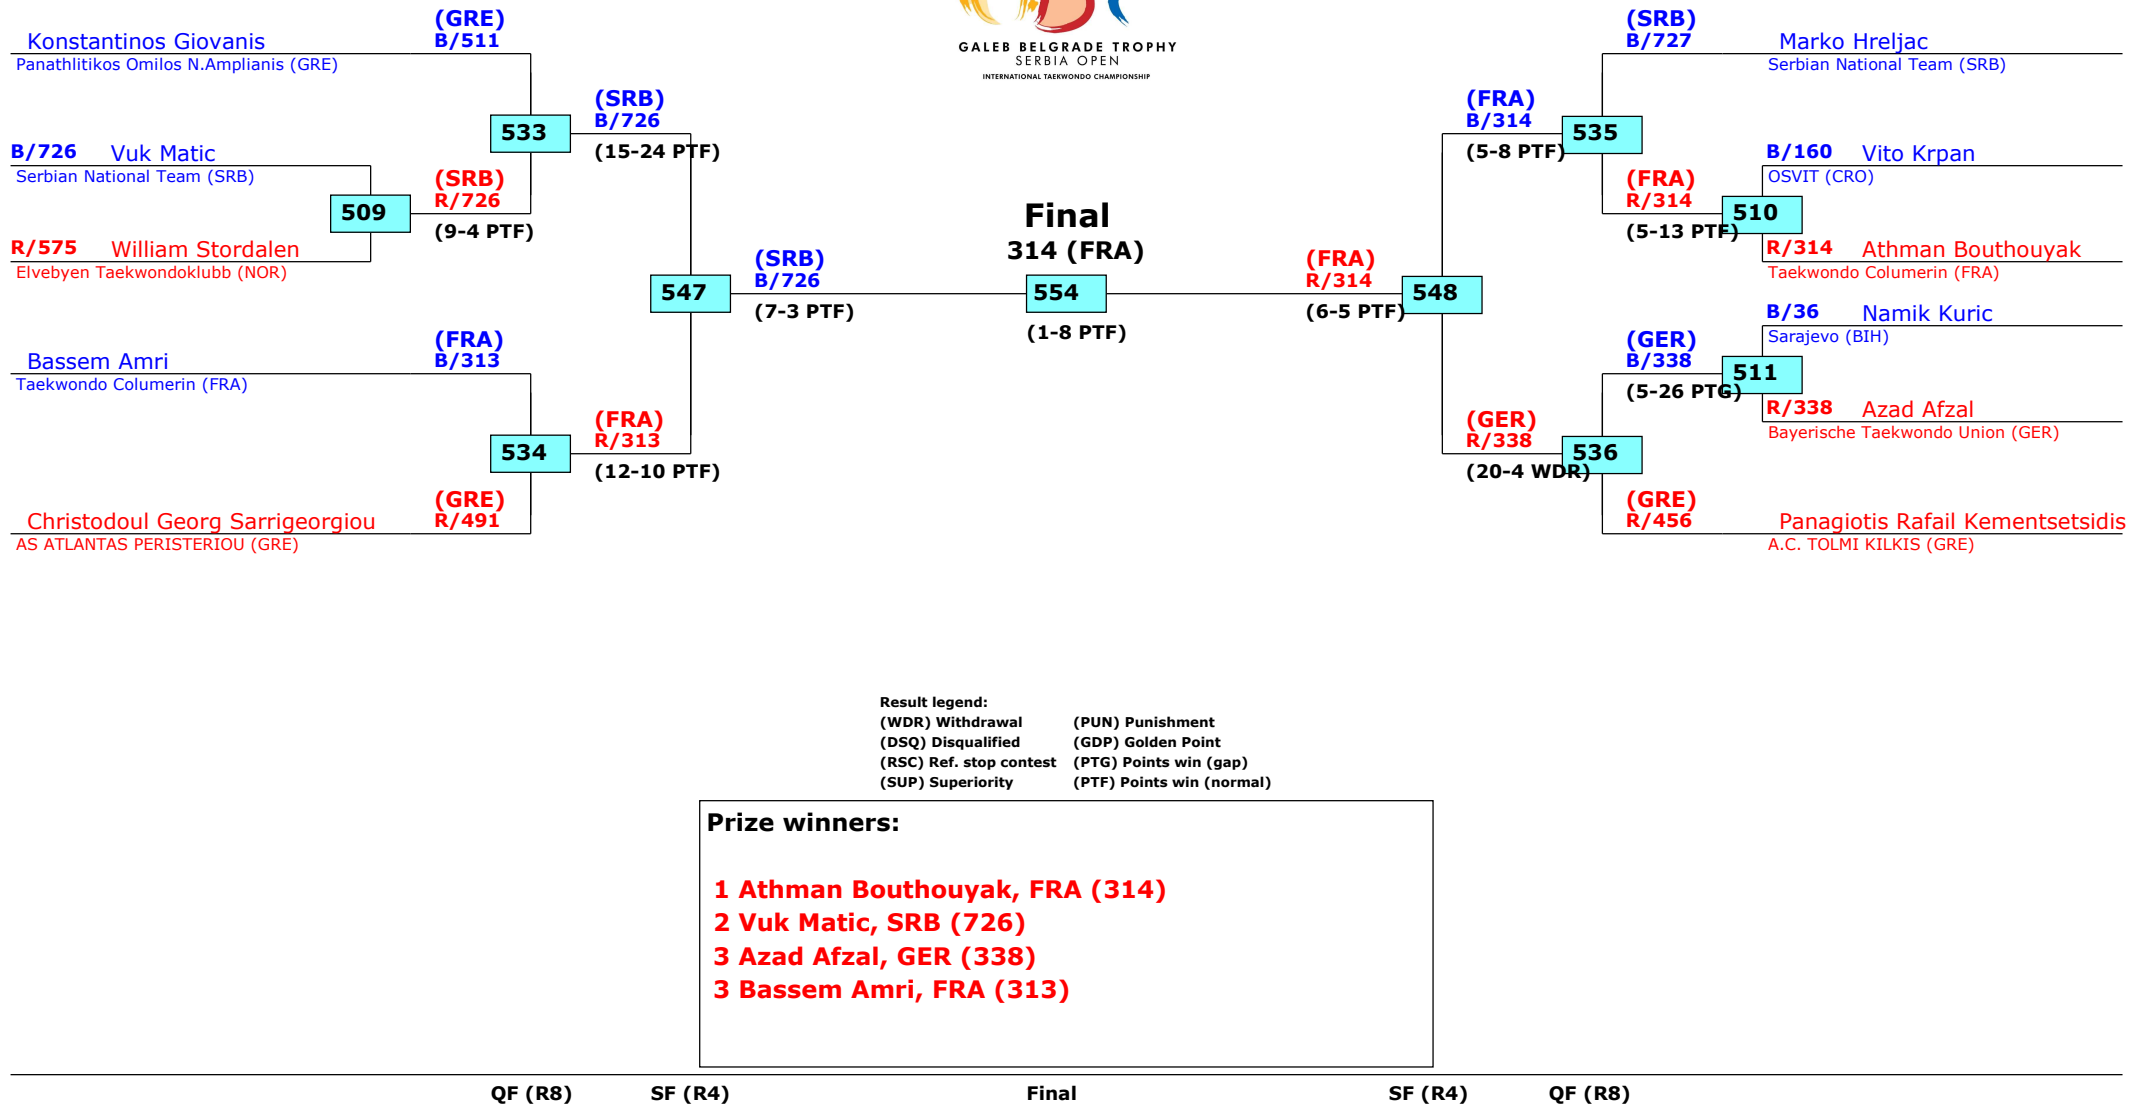 GALEB BELGRADE TROPHY
SERBIA OPEN
INTERNATIONAL TAEKWONDO CHAMPIONSHIP
Konstantinos Giovanis
Panathlitikos Omilos N.Amplianis (GRE)
(GRE)
B/511
533
(SRB)
B/726
(15-24 PTF)
B/726 Vuk Matic
Serbian National Team (SRB)
509
(SRB)
R/726
(9-4 PTF)
R/575 William Stordalen
Elvebyen Taekwondoklubb (NOR)
547
(SRB)
B/726
(7-3 PTF)
Bassem Amri
Taekwondo Columerin (FRA)
(FRA)
B/313
534
(FRA)
R/313
(12-10 PTF)
Christodoul Georg Sarrigeorgiou
AS ATLANTAS PERISTERIOU (GRE)
(GRE)
R/491
Final
314 (FRA)
554
(1-8 PTF)
(SRB)
B/727
Marko Hreljac
Serbian National Team (SRB)
(FRA)
B/314
(5-8 PTF)
535
B/160 Vito Krpan
OSVIT (CRO)
(FRA)
R/314
(5-13 PTF)
510
R/314 Athman Bouthouyak
Taekwondo Columerin (FRA)
(FRA)
R/314
(6-5 PTF)
548
B/36 Namik Kuric
Sarajevo (BIH)
(GER)
B/338
(5-26 PTG)
511
R/338 Azad Afzal
Bayerische Taekwondo Union (GER)
(GER)
R/338
(20-4 WDR)
536
(GRE)
R/456
Panagiotis Rafail Kementsetsidis
A.C. TOLMI KILKIS (GRE)
Result legend:
(WDR) Withdrawal (PUN) Punishment
(DSQ) Disqualified (GDP) Golden Point
(RSC) Ref. stop contest (PTG) Points win (gap)
(SUP) Superiority (PTF) Points win (normal)
Prize winners:
1 Athman Bouthouyak, FRA (314)
2 Vuk Matic, SRB (726)
3 Azad Afzal, GER (338)
3 Bassem Amri, FRA (313)
QF (R8) SF (R4) Final SF (R4) QF (R8)